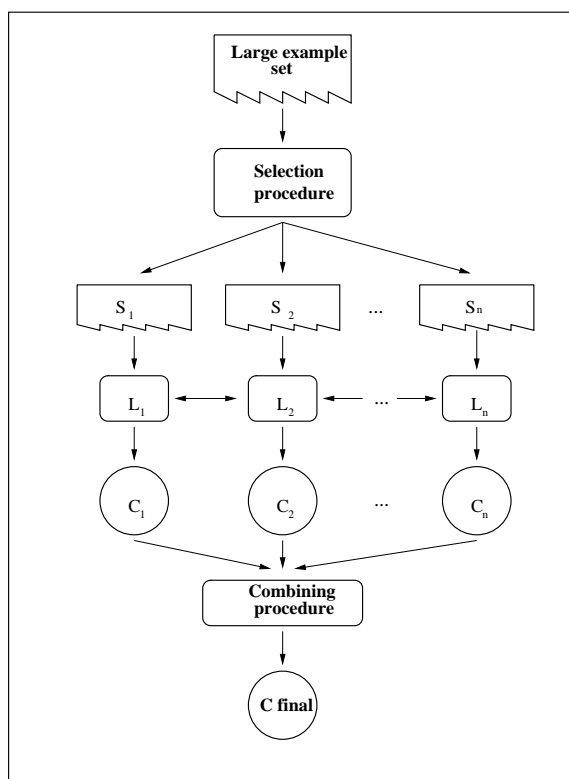 Large example
set
Selection
procedure
S1 S2 ... Sn
L1 L2 ... Ln
C1 C2 ... Cn
Combining
procedure
C final